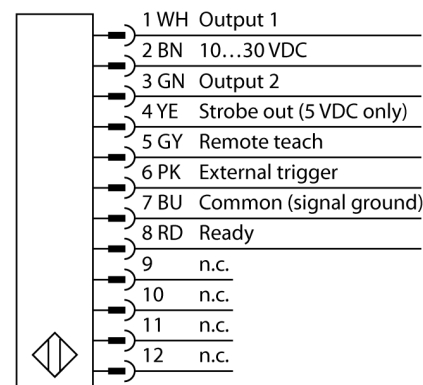 1 WH Output 1
2 BN 10...30 VDC
3 GN Output 2
4 YE Strobe out (5 VDC only)
5 GY Remote teach
6 PK External trigger
7 BU Common (signal ground)
8 RD Ready
9 n.c.
10 n.c.
11 n.c.
12 n.c.